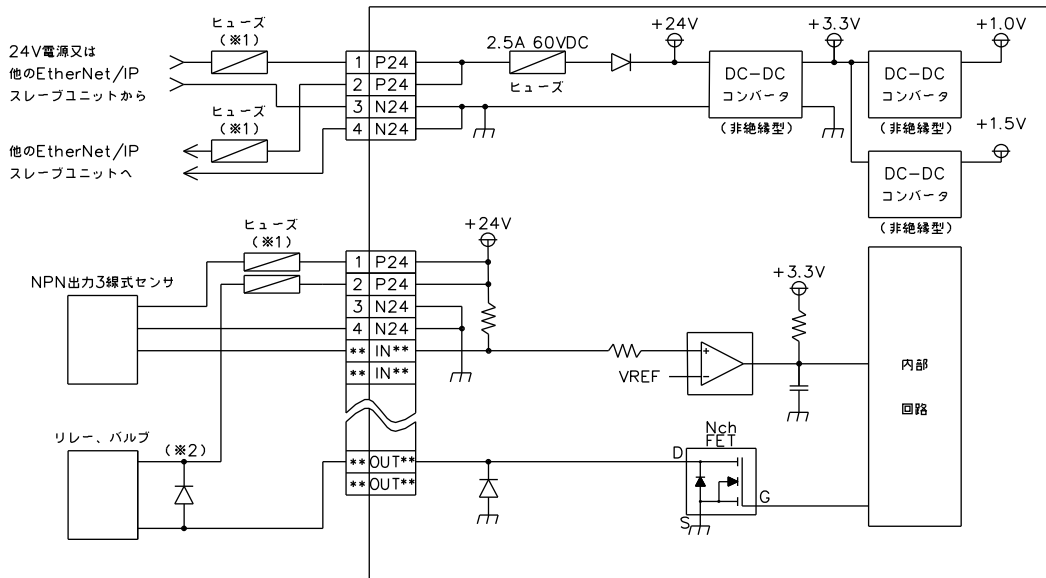 ヒューズ
(※1)
24V電源又は
他のEtherNet/IP
スレーブユニットから
ヒューズ
(※1)
他のEtherNet/IP
スレーブユニットへ
1 P24
2 P24
3 N24
4 N24
2.5A 60VDC
ヒューズ
+24V
DC-DC
コンバータ
(非絶縁型)
+3.3V
DC-DC
コンバータ
(非絶縁型)
+1.0V
DC-DC
コンバータ
(非絶縁型)
+1.5V
ヒューズ
(※1)
NPN出力3線式センサ
1 P24
2 P24
3 N24
4 N24
** IN**
** IN**
+24V
VREF
+
-
+3.3V
内部
回路
リレー、バルブ
(※2)
** OUT**
** OUT**
Nch
FET
D
G
S